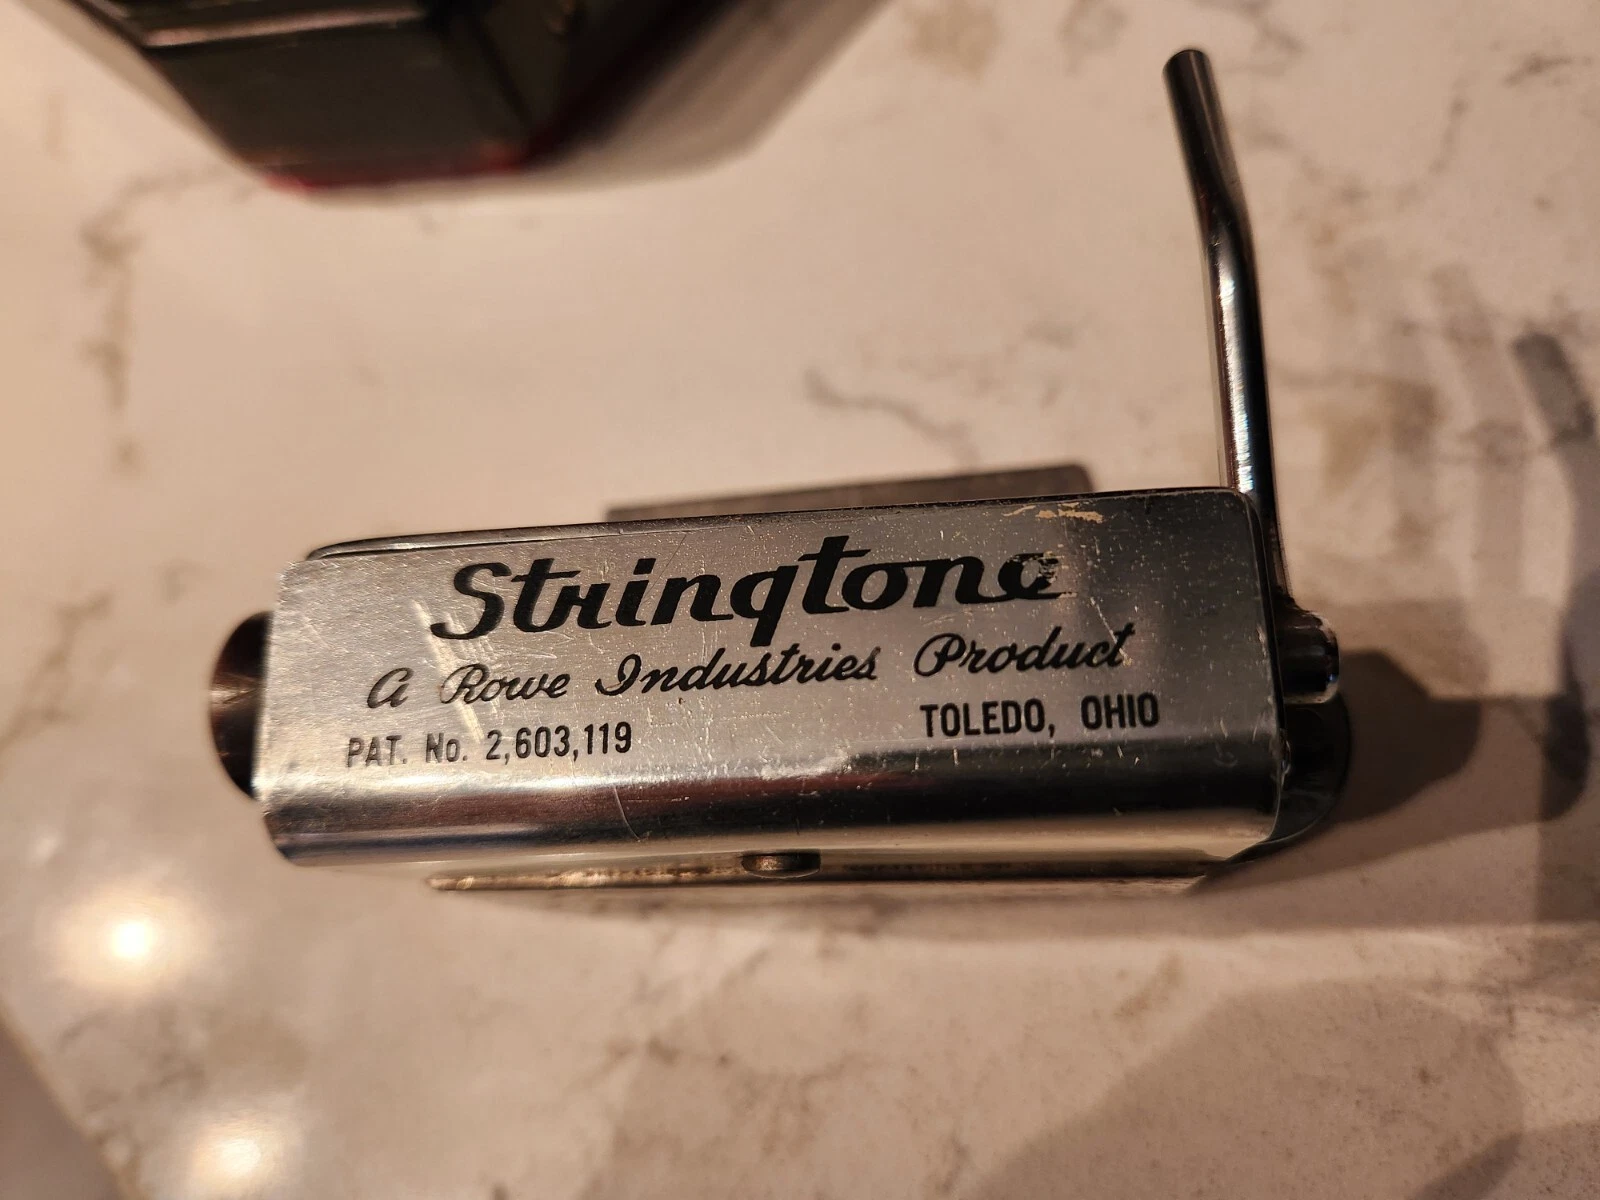 Stringtone
A Rowe Industries Product
PAT. No. 2,603,119 TOLEDO, OHIO